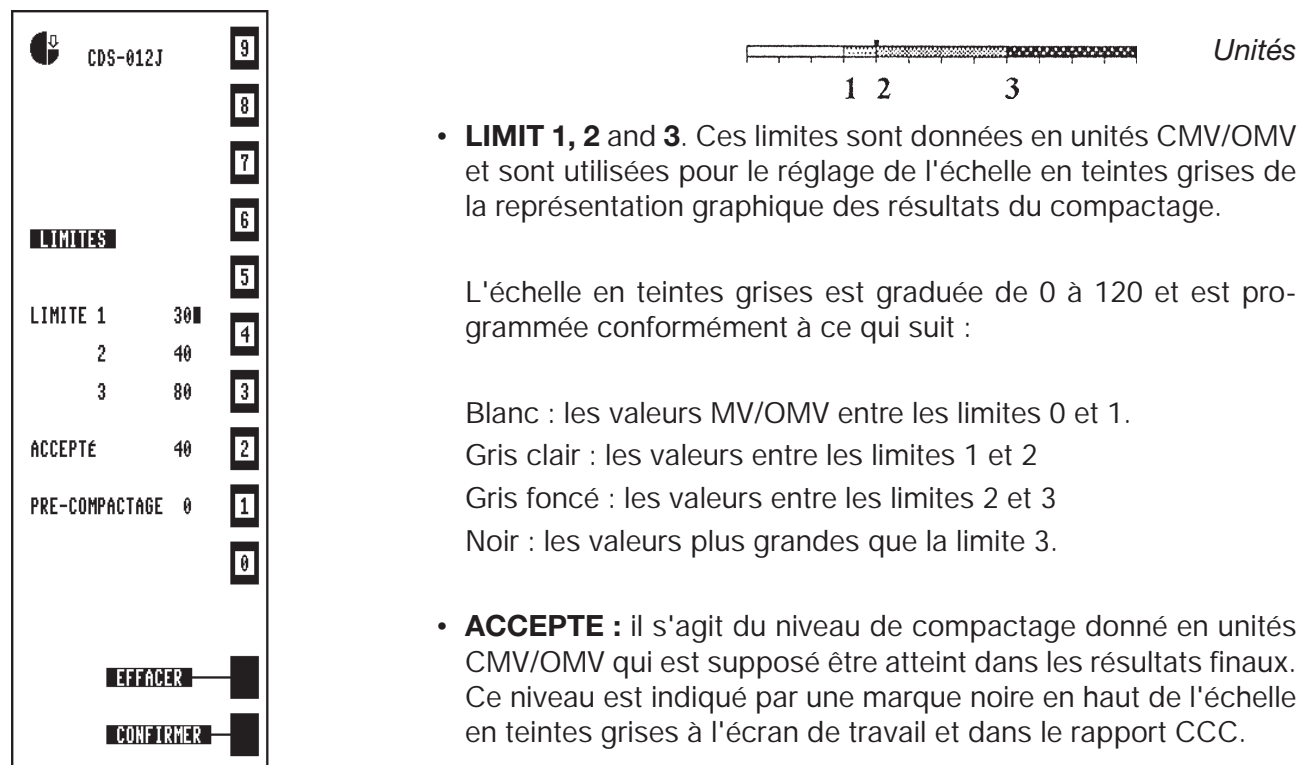 CDS-012J
9
8
7
6
LIMITES
5
LIMITE 1 30
4
2 40
3 80
3
ACCEPTÉ 40
2
PRE-COMPACTAGE 0
1
0
EFFACER
CONFIRMER
Unités
1 2 3
• LIMIT 1, 2 and 3. Ces limites sont données en unités CMV/OMV
et sont utilisées pour le réglage de l'échelle en teintes grises de
la représentation graphique des résultats du compactage.
L'échelle en teintes grises est graduée de 0 à 120 et est pro-
grammée conformément à ce qui suit :
Blanc : les valeurs MV/OMV entre les limites 0 et 1.
Gris clair : les valeurs entre les limites 1 et 2
Gris foncé : les valeurs entre les limites 2 et 3
Noir : les valeurs plus grandes que la limite 3.
• ACCEPTE : il s'agit du niveau de compactage donné en unités
CMV/OMV qui est supposé être atteint dans les résultats finaux.
Ce niveau est indiqué par une marque noire en haut de l'échelle
en teintes grises à l'écran de travail et dans le rapport CCC.